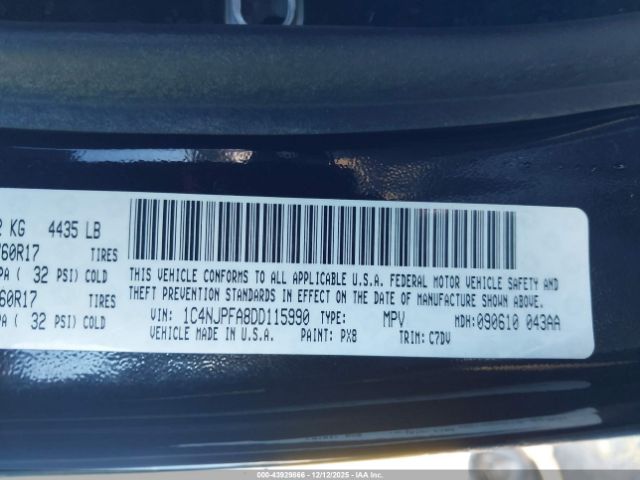 KG 4435 LB
60R17 TIRES
PA ( 32 PSI) COLD
60R17 TIRES
PA ( 32 PSI) COLD
THIS VEHICLE CONFORMS TO ALL APPLICABLE U.S.A. FEDERAL MOTOR VEHICLE SAFETY AND
THEFT PREVENTION STANDARDS IN EFFECT ON THE DATE OF MANUFACTURE SHOWN ABOVE.
VIN: 1C4NJPFA8DD115990 TYPE: MPV MDH: 090610 043AA
VEHICLE MADE IN U.S.A. PAINT: PX8 TRIM: C7DV
000-43929866 - 12/12/2025 - COPYRIGHT IAA, LLC